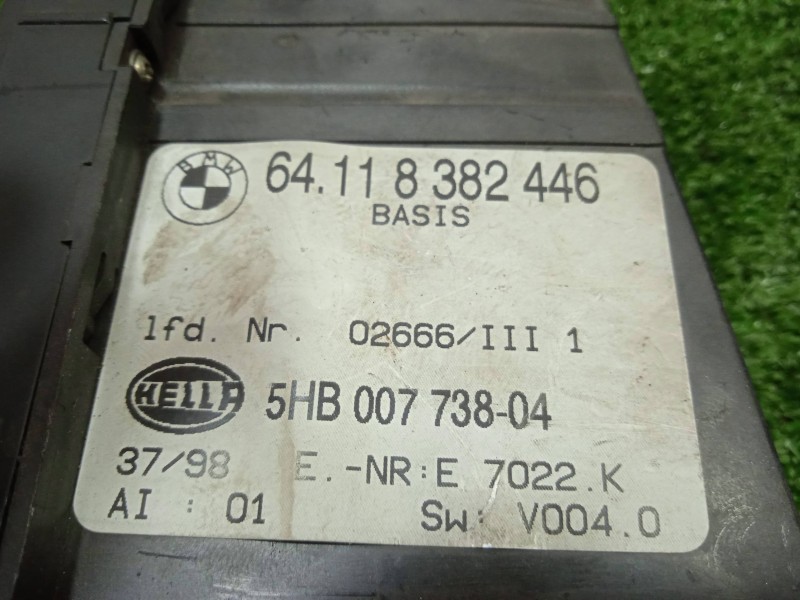 BMW
64.11 8 382 446
BASIS
lfd. Nr. 02666/III 1
HELLA 5HB 007 738-04
37/98 E.-NR:E 7022.K
AI : 01 Sw: V004.0